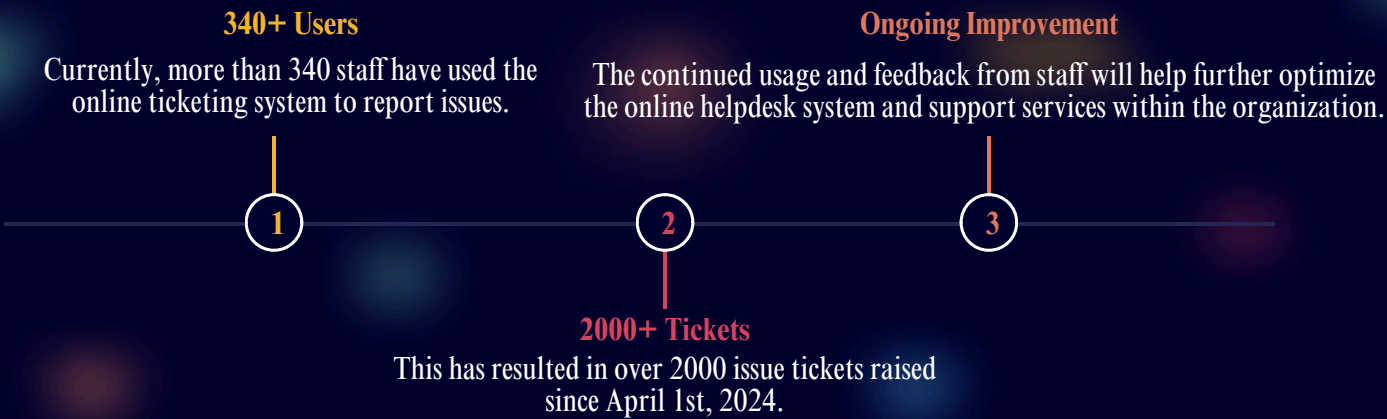 340+ Users
Currently, more than 340 staff have used the
online ticketing system to report issues.
1
2000+ Tickets
This has resulted in over 2000 issue tickets raised
since April 1st, 2024.
2
Ongoing Improvement
The continued usage and feedback from staff will help further optimize
the online helpdesk system and support services within the organization.
3